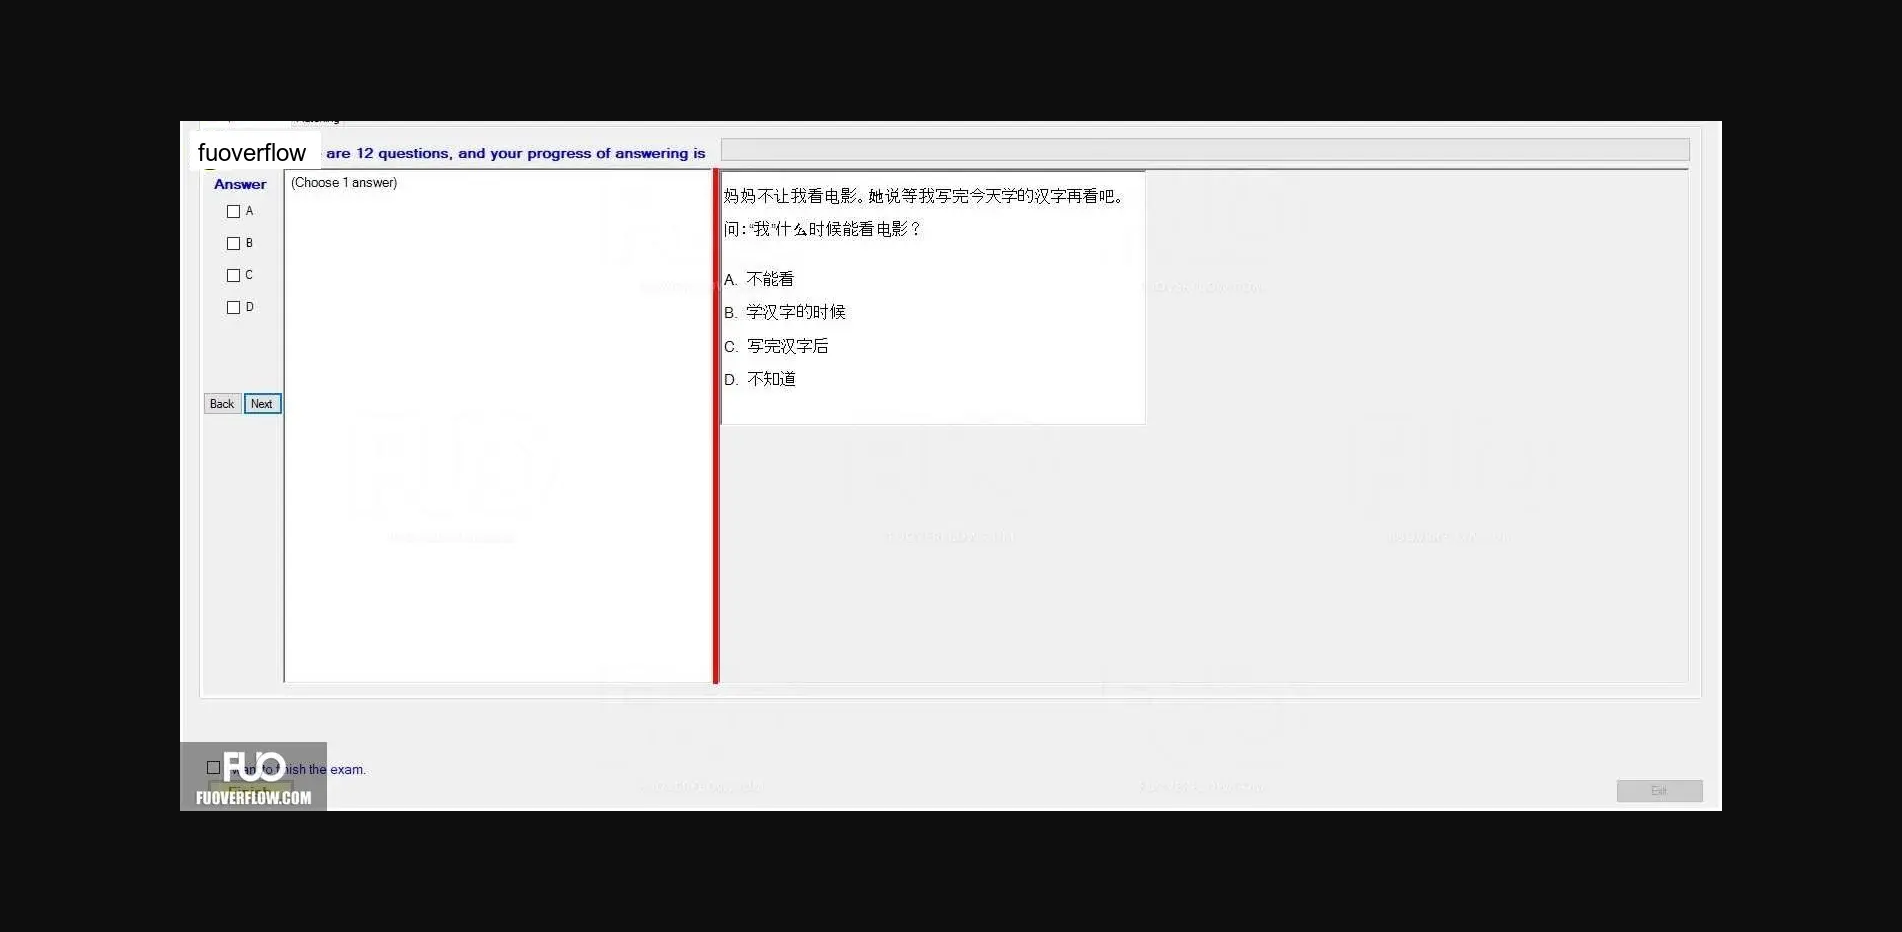 fuoverflow
are 12 questions, and your progress of answering is
Answer
(Choose 1 answer)
A
B
C
D
Back
Next
妈妈不让我看电影。她说等我写完今天学的汉字再看吧。
问：“我”什么时候能看电影？
A. 不能看
B. 学汉字的时候
C. 写完汉字后
D. 不知道
FUO
to finish the exam.
Finish
FUOVERFLOW.COM
Exit